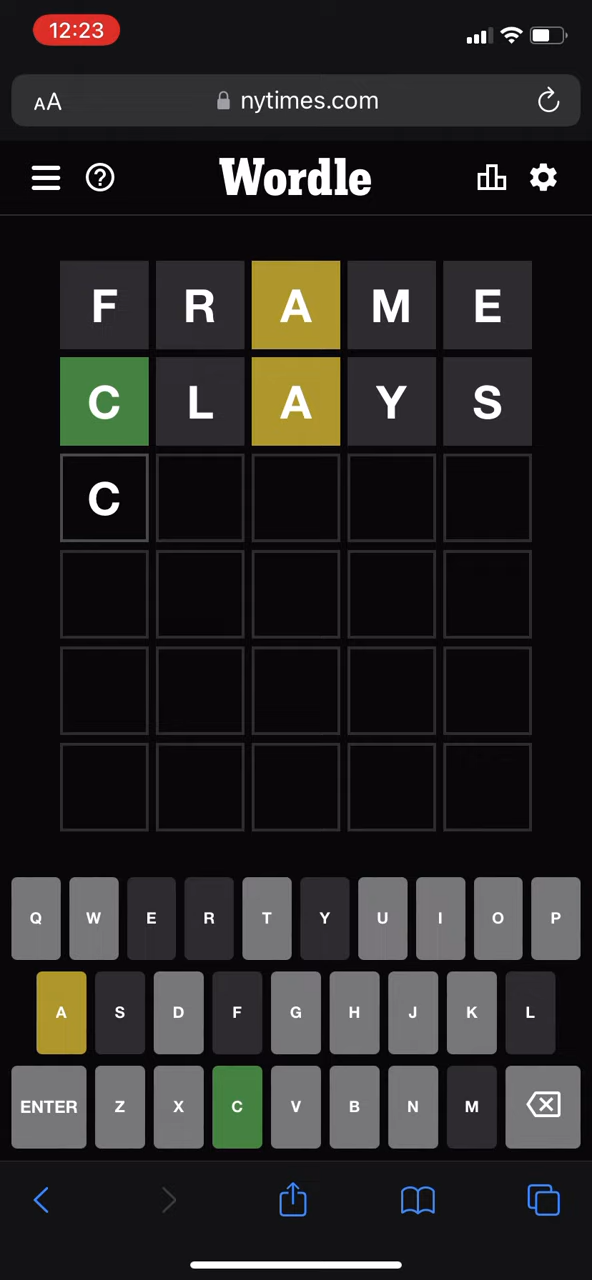 12:23
AA nytimes.com
Wordle
F R A M E
C L A Y S
C
Q W E R T Y U I O P
A S D F G H J K L
ENTER Z X C V B N M